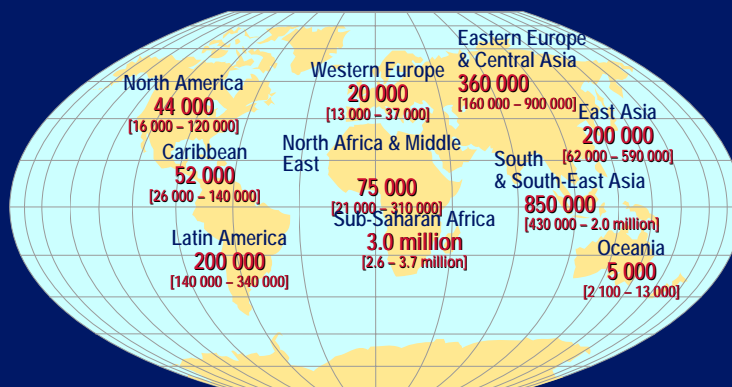 Eastern Europe
& Central Asia
360 000
[160 000 – 900 000]
Western Europe
20 000
[13 000 – 37 000]
North America
44 000
[16 000 – 120 000]
East Asia
200 000
[62 000 – 590 000]
Caribbean
52 000
[26 000 – 140 000]
North Africa & Middle
East
75 000
[21 000 – 310 000]
South
& South-East Asia
850 000
[430 000 – 2.0 million]
Sub-Saharan Africa
3.0 million
[2.6 – 3.7 million]
Latin America
200 000
[140 000 – 340 000]
Oceania
5 000
[2 100 – 13 000]